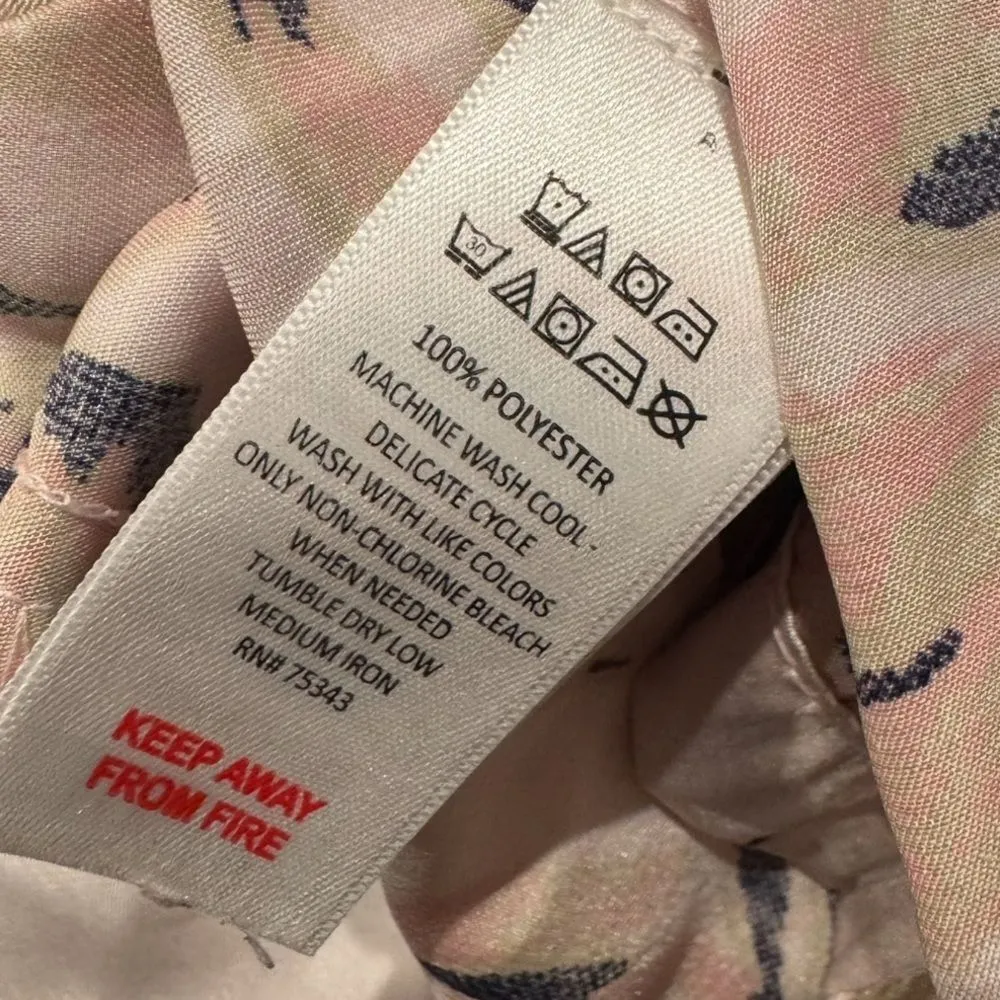 30
100% POLYESTER
MACHINE WASH COOL -
DELICATE CYCLE
WASH WITH LIKE COLORS
ONLY NON-CHLORINE BLEACH
WHEN NEEDED
TUMBLE DRY LOW
MEDIUM IRON
RN# 75343
KEEP AWAY
FROM FIRE